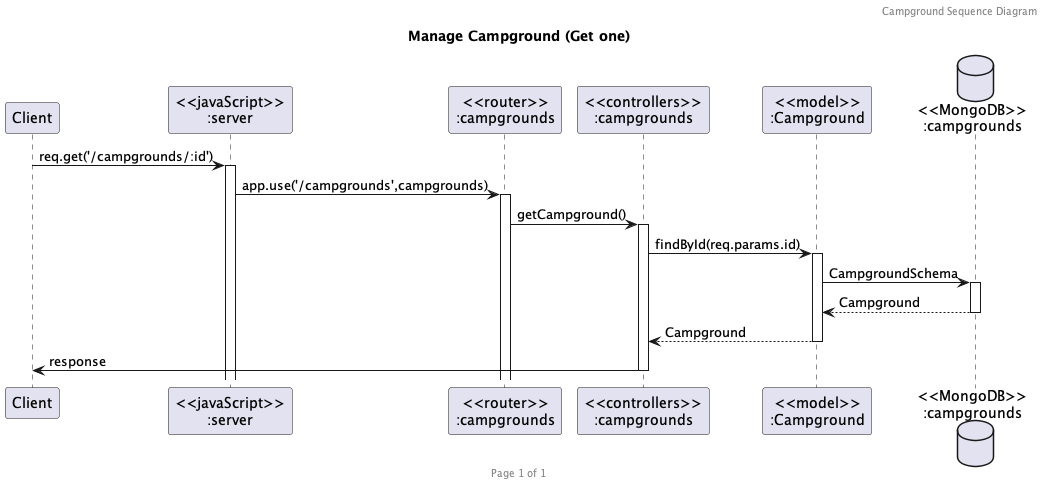 Campground Sequence Diagram
Manage Campground (Get one)
Client
<<javaScript>>
:server
<<router>>
:campgrounds
<<controllers>>
:campgrounds
<<model>>
:Campground
<<MongoDB>>
:campgrounds
req.get('/campgrounds/:id')
app.use('/campgrounds',campgrounds)
getCampground()
findById(req.params.id)
CampgroundSchema
Campground
Campground
response
Client
<<javaScript>>
:server
<<router>>
:campgrounds
<<controllers>>
:campgrounds
<<model>>
:Campground
<<MongoDB>>
:campgrounds
Page 1 of 1